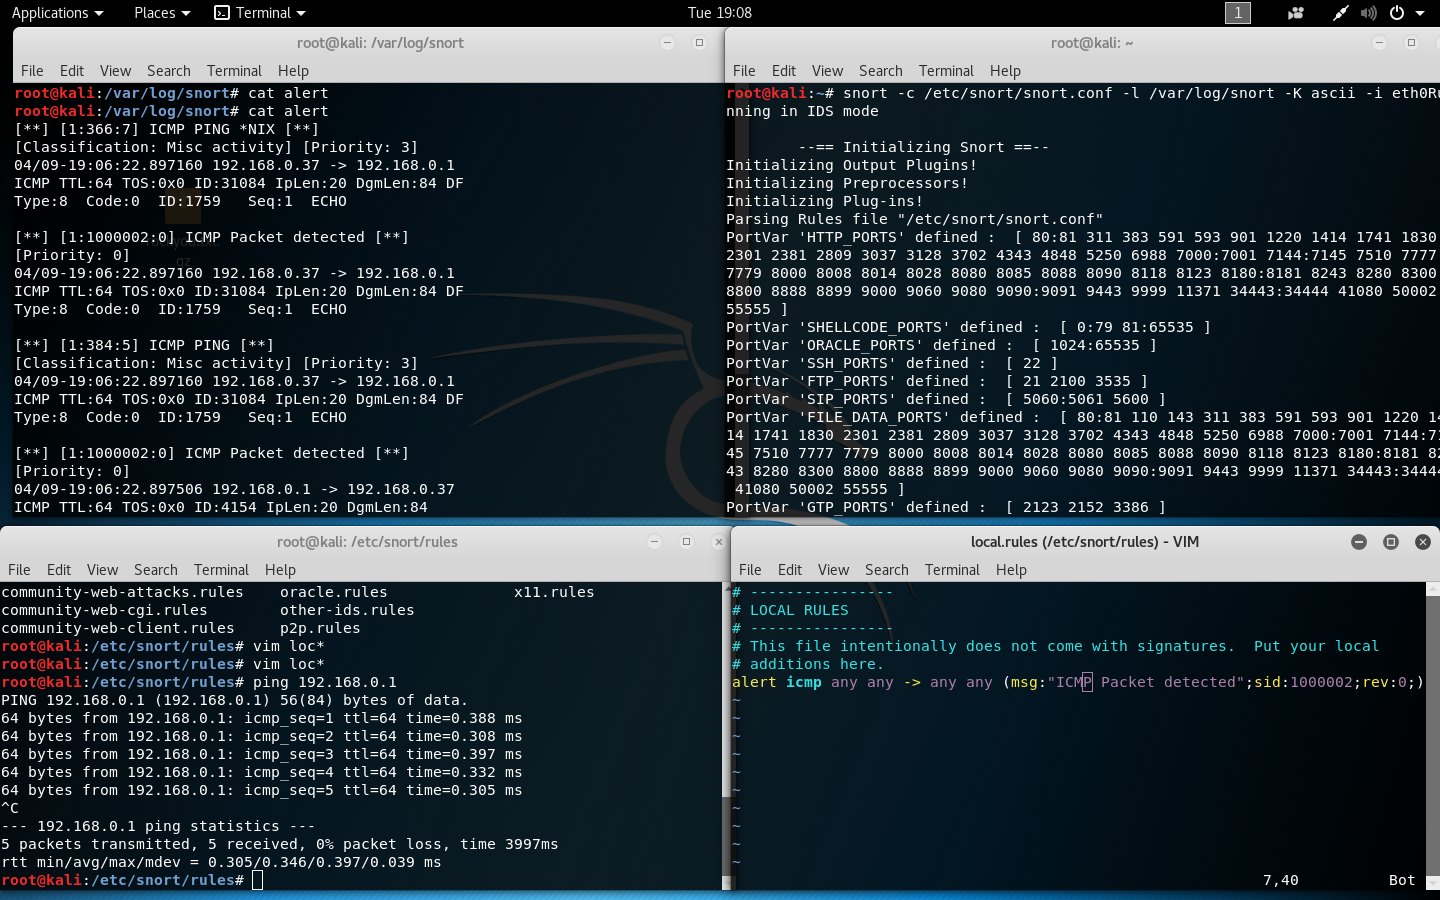 Applications Places Terminal Tue 19:08 1
root@kali: /var/log/snort
File Edit View Search Terminal Help
root@kali:/var/log/snort# cat alert
root@kali:/var/log/snort# cat alert
[**] [1:366:7] ICMP PING *NIX [**]
[Classification: Misc activity] [Priority: 3]
04/09-19:06:22.897160 192.168.0.37 -> 192.168.0.1
ICMP TTL:64 TOS:0x0 ID:31084 IpLen:20 DgmLen:84 DF
Type:8  Code:0  ID:1759   Seq:1  ECHO
[**] [1:1000002:0] ICMP Packet detected [**]
[Priority: 0]
04/09-19:06:22.897160 192.168.0.37 -> 192.168.0.1
ICMP TTL:64 TOS:0x0 ID:31084 IpLen:20 DgmLen:84 DF
Type:8  Code:0  ID:1759   Seq:1  ECHO
[**] [1:384:5] ICMP PING [**]
[Classification: Misc activity] [Priority: 3]
04/09-19:06:22.897160 192.168.0.37 -> 192.168.0.1
ICMP TTL:64 TOS:0x0 ID:31084 IpLen:20 DgmLen:84 DF
Type:8  Code:0  ID:1759   Seq:1  ECHO
[**] [1:1000002:0] ICMP Packet detected [**]
[Priority: 0]
04/09-19:06:22.897506 192.168.0.1 -> 192.168.0.37
ICMP TTL:64 TOS:0x0 ID:4154 IpLen:20 DgmLen:84
root@kali: ~
File Edit View Search Terminal Help
root@kali:~# snort -c /etc/snort/snort.conf -l /var/log/snort -K ascii -i eth0Ru
nning in IDS mode
--== Initializing Snort ==--
Initializing Output Plugins!
Initializing Preprocessors!
Initializing Plug-ins!
Parsing Rules file "/etc/snort/snort.conf"
PortVar 'HTTP_PORTS' defined :  [ 80:81 311 383 591 593 901 1220 1414 1741 1830
2301 2381 2809 3037 3128 3702 4343 4848 5250 6988 7000:7001 7144:7145 7510 7777
7779 8000 8008 8014 8028 8080 8085 8088 8090 8118 8123 8180:8181 8243 8280 8300
8800 8888 8899 9000 9060 9080 9090:9091 9443 9999 11371 34443:34444 41080 50002
55555 ]
PortVar 'SHELLCODE_PORTS' defined :  [ 0:79 81:65535 ]
PortVar 'ORACLE_PORTS' defined :  [ 1024:65535 ]
PortVar 'SSH_PORTS' defined :  [ 22 ]
PortVar 'FTP_PORTS' defined :  [ 21 2100 3535 ]
PortVar 'SIP_PORTS' defined :  [ 5060:5061 5600 ]
PortVar 'FILE_DATA_PORTS' defined :  [ 80:81 110 143 311 383 591 593 901 1220 14
14 1741 1830 2301 2381 2809 3037 3128 3702 4343 4848 5250 6988 7000:7001 7144:71
45 7510 7777 7779 8000 8008 8014 8028 8080 8085 8088 8090 8118 8123 8180:8181 82
43 8280 8300 8800 8888 8899 9000 9060 9080 9090:9091 9443 9999 11371 34443:34444
41080 50002 55555 ]
PortVar 'GTP_PORTS' defined :  [ 2123 2152 3386 ]
root@kali: /etc/snort/rules
File Edit View Search Terminal Help
community-web-attacks.rules    oracle.rules              x11.rules
community-web-cgi.rules        other-ids.rules
community-web-client.rules     p2p.rules
root@kali:/etc/snort/rules# vim loc*
root@kali:/etc/snort/rules# vim loc*
root@kali:/etc/snort/rules# ping 192.168.0.1
PING 192.168.0.1 (192.168.0.1) 56(84) bytes of data.
64 bytes from 192.168.0.1: icmp_seq=1 ttl=64 time=0.388 ms
64 bytes from 192.168.0.1: icmp_seq=2 ttl=64 time=0.308 ms
64 bytes from 192.168.0.1: icmp_seq=3 ttl=64 time=0.397 ms
64 bytes from 192.168.0.1: icmp_seq=4 ttl=64 time=0.332 ms
64 bytes from 192.168.0.1: icmp_seq=5 ttl=64 time=0.305 ms
^C
--- 192.168.0.1 ping statistics ---
5 packets transmitted, 5 received, 0% packet loss, time 3997ms
rtt min/avg/max/mdev = 0.305/0.346/0.397/0.039 ms
root@kali:/etc/snort/rules#
local.rules (/etc/snort/rules) - VIM
File Edit View Search Terminal Help
# ----------------
# LOCAL RULES
# ----------------
# This file intentionally does not come with signatures.  Put your local
# additions here.
alert icmp any any -> any any (msg:"ICMP Packet detected";sid:1000002;rev:0;)
~
~
~
~
~
~
~
~
~
~
7,40 Bot